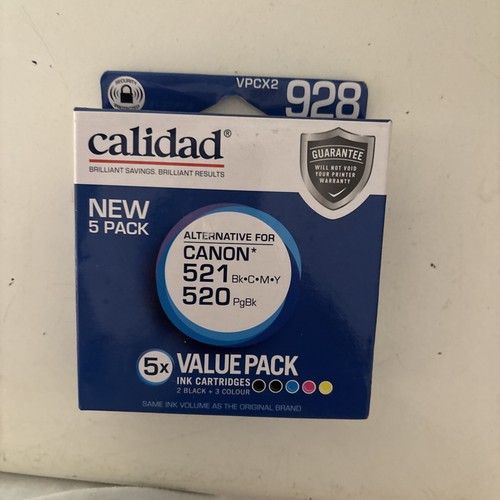 SECURITY
VPCX2
928
calidad®
BRILLIANT SAVINGS. BRILLIANT RESULTS
GUARANTEE
WILL NOT VOID
YOUR PRINTER
WARRANTY
NEW
5 PACK
ALTERNATIVE FOR
CANON*
521 Bk•C•M•Y
520 PgBk
5x VALUE PACK
INK CARTRIDGES
2 BLACK + 3 COLOUR
SAME INK VOLUME AS THE ORIGINAL BRAND